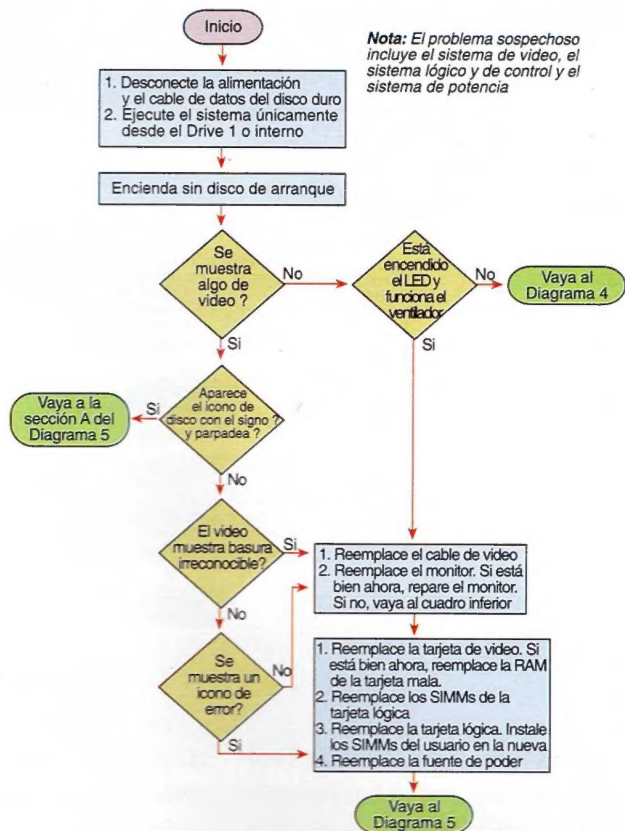 Inicio
Nota: El problema sospechoso
incluye el sistema de video, el
sistema lógico y de control y el
sistema de potencia
1. Desconecte la alimentación
y el cable de datos del disco duro
2. Ejecute el sistema únicamente
desde el Drive 1 o interno
Encienda sin disco de arranque
Se
muestra
algo de
video ?
No
Está
encendido
el LED y
funciona el
ventilador
No
Vaya al
Diagrama 4
Si
Si
Vaya a la
sección A del
Diagrama 5
Si
Aparece
el icono de
disco con el signo ?
y parpadea ?
No
El video
muestra basura
irreconocible?
Si
1. Reemplace el cable de video
2. Reemplace el monitor. Si está
bien ahora, repare el monitor.
Si no, vaya al cuadro inferior
No
Se
muestra un
icono de
error?
No
Si
1. Reemplace la tarjeta de video. Si
está bien ahora, reemplace la RAM
de la tarjeta mala.
2. Reemplace los SIMMs de la
tarjeta lógica
3. Reemplace la tarjeta lógica. Instale
los SIMMs del usuario en la nueva
4. Reemplace la fuente de poder
Vaya al
Diagrama 5